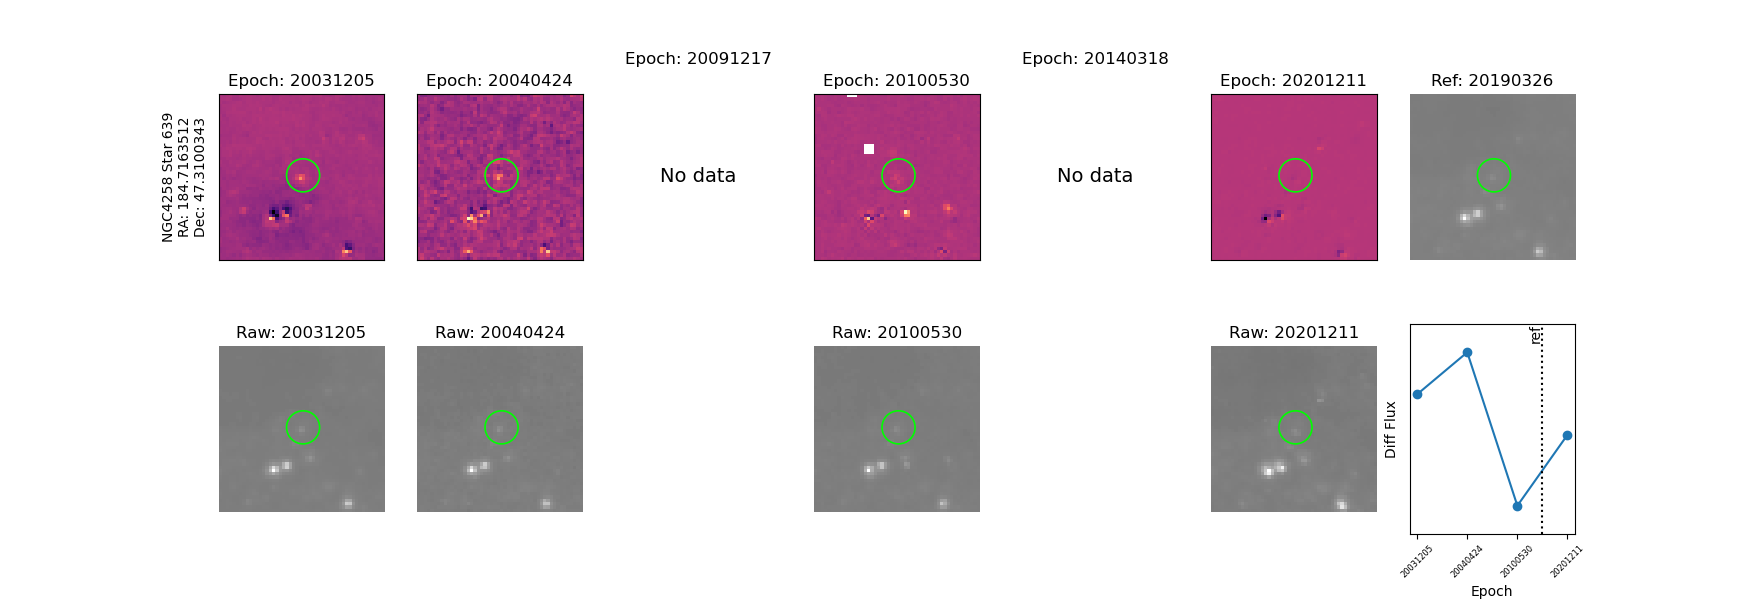 Epoch: 20091217
Epoch: 20140318
Epoch: 20031205
Epoch: 20040424
Epoch: 20100530
Epoch: 20201211
Ref: 20190326
NGC4258 Star 639
RA: 184.7163512
Dec: 47.3100343
No data
No data
Raw: 20031205
Raw: 20040424
Raw: 20100530
Raw: 20201211
ref
Diff Flux
20031205
20040424
20100530
20201211
Epoch